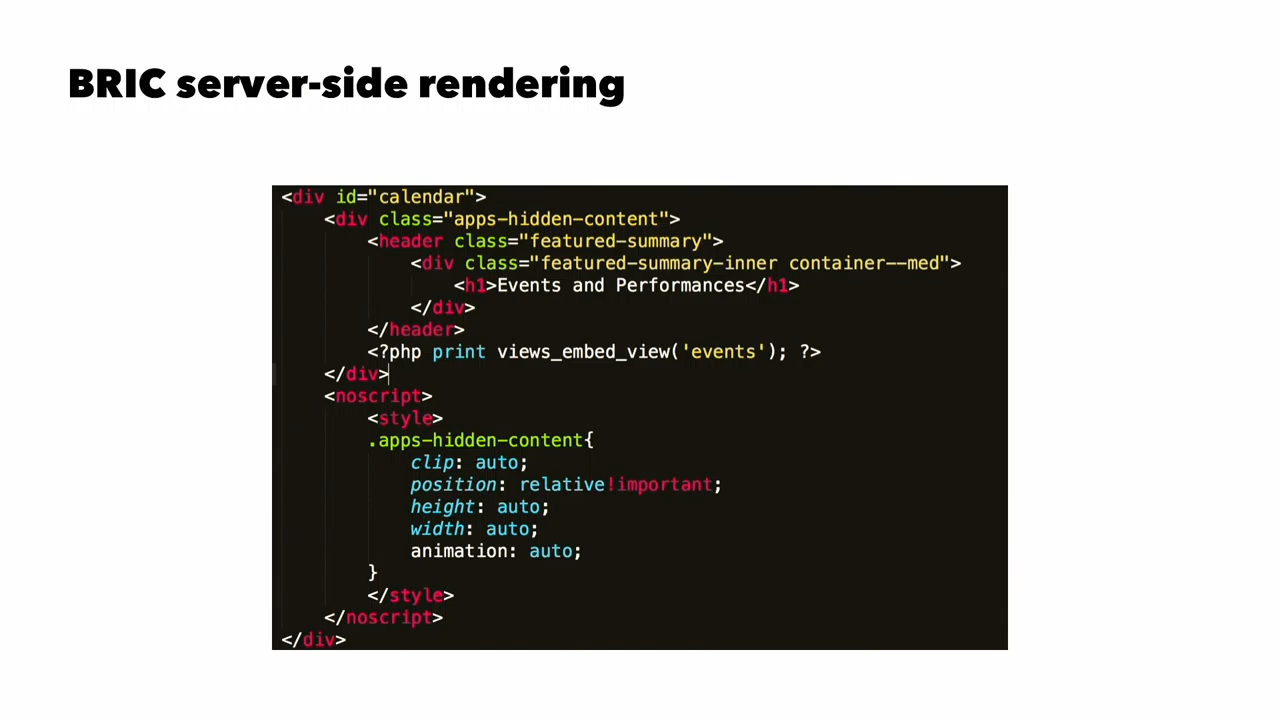 BRIC server-side rendering
<div id="calendar">
<div class="apps-hidden-content">
<header class="featured-summary">
<div class="featured-summary-inner container--med">
<h1>Events and Performances</h1>
</div>
</header>
<?php print views_embed_view('events'); ?>
</div>
<noscript>
<style>
.apps-hidden-content{
clip: auto;
position: relative!important;
height: auto;
width: auto;
animation: auto;
}
</style>
</noscript>
</div>